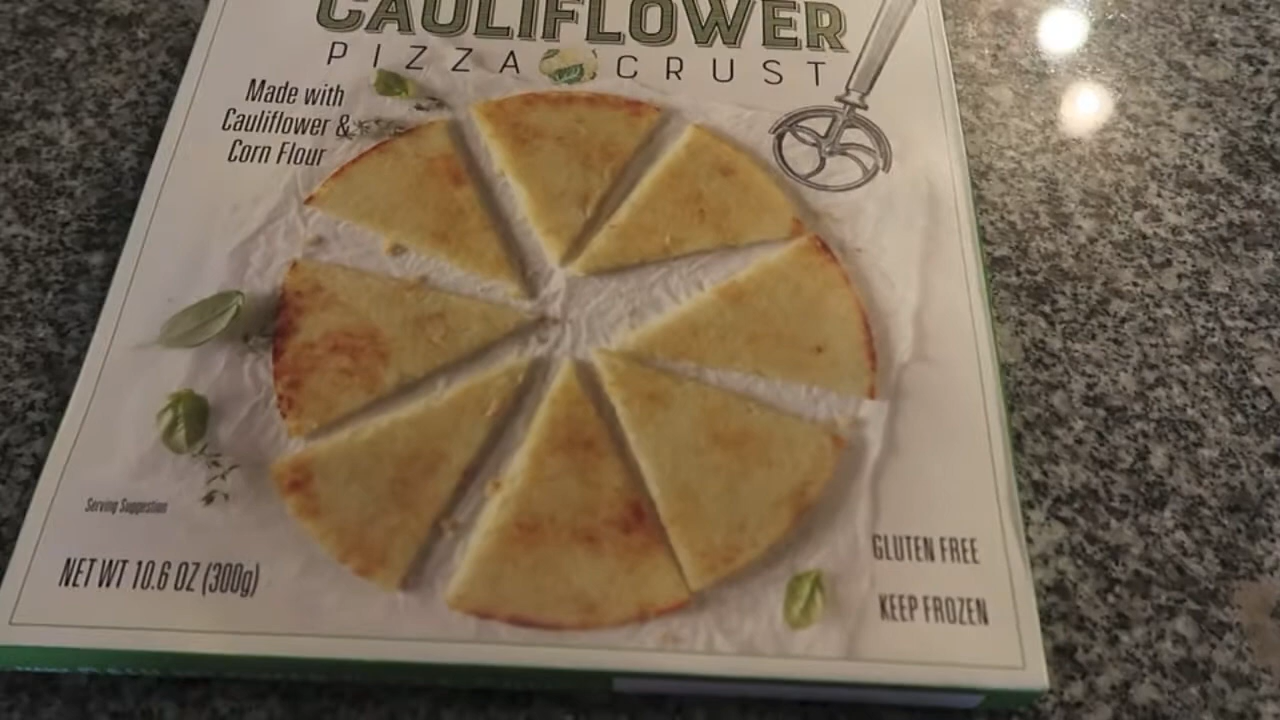 CAULIFLOWER
PIZZA CRUST
Made with
Cauliflower &
Corn Flour
Serving Suggestion
NET WT 10.6 OZ (300g)
GLUTEN FREE
KEEP FROZEN